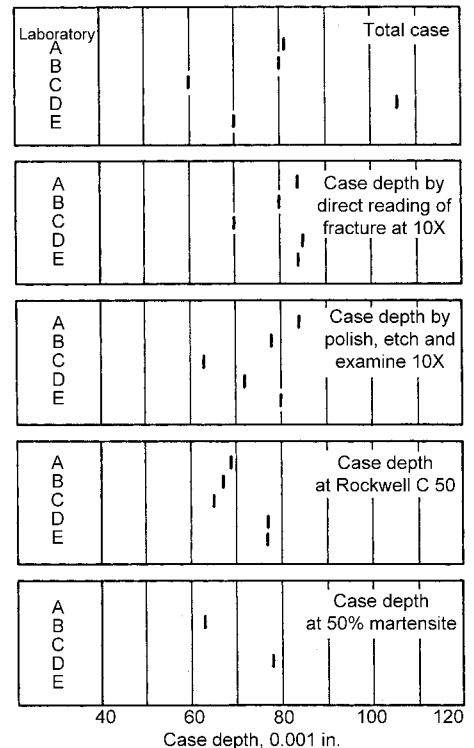 Laboratory
A
B
C
D
E
Total case
A
B
C
D
E
Case depth by
direct reading of
fracture at 10X
A
B
C
D
E
Case depth by
polish, etch and
examine 10X
A
B
C
D
E
Case depth
at Rockwell C 50
A
B
C
D
E
Case depth
at 50% martensite
40 60 80 100 120
Case depth, 0.001 in.